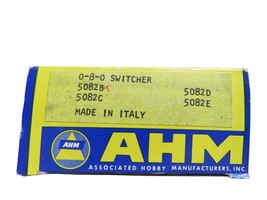 0-8-0 SWITCHER
5082B 5082D
5082C 5082E
MADE IN ITALY
AHM
AHM
ASSOCIATED HOBBY MANUFACTURERS, INC.